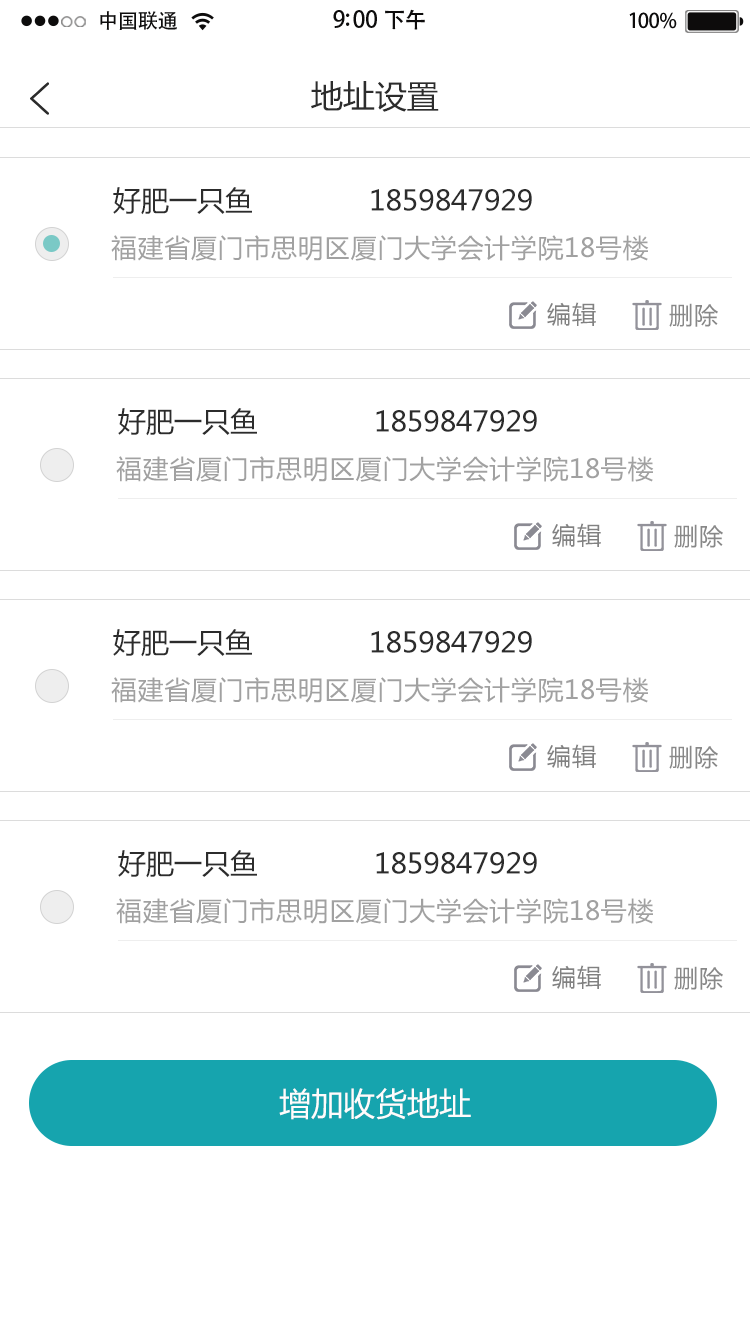 中国联通 9:00 下午 100%
地址设置
好肥一只鱼 1859847929
福建省厦门市思明区厦门大学会计学院18号楼
编辑 删除
好肥一只鱼 1859847929
福建省厦门市思明区厦门大学会计学院18号楼
编辑 删除
好肥一只鱼 1859847929
福建省厦门市思明区厦门大学会计学院18号楼
编辑 删除
好肥一只鱼 1859847929
福建省厦门市思明区厦门大学会计学院18号楼
编辑 删除
增加收货地址